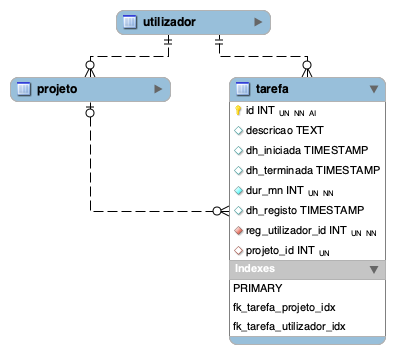 utilizador
projeto
tarefa
id INT UN NN AI
descricao TEXT
dh_iniciada TIMESTAMP
dh_terminada TIMESTAMP
dur_mn INT UN NN
dh_registo TIMESTAMP
reg_utilizador_id INT UN NN
projeto_id INT UN
Indexes
PRIMARY
fk_tarefa_projeto_idx
fk_tarefa_utilizador_idx